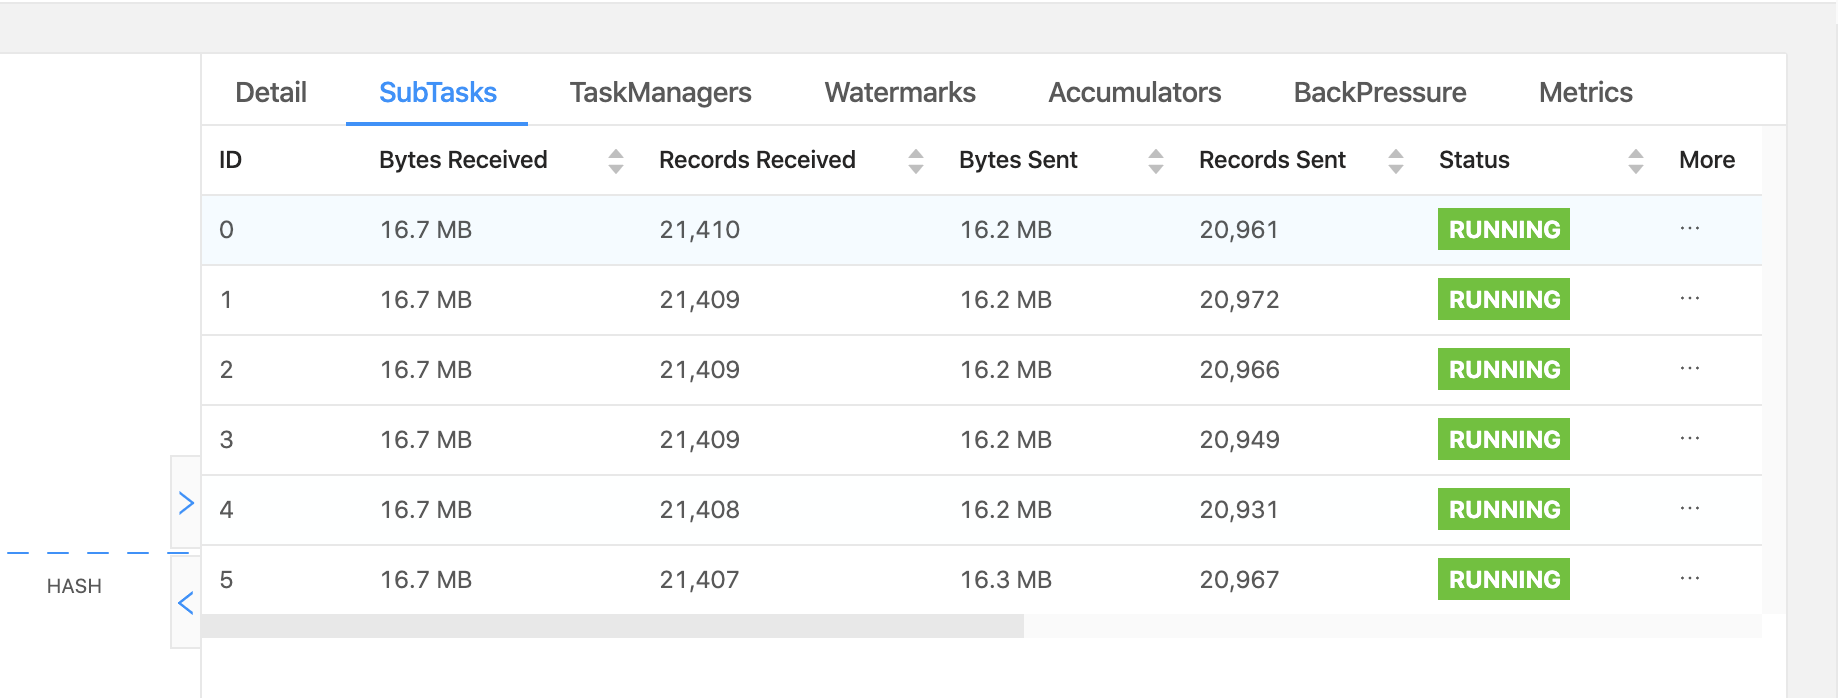 Detail SubTasks TaskManagers Watermarks Accumulators BackPressure Metrics
ID Bytes Received Records Received Bytes Sent Records Sent Status More
0 16.7 MB 21,410 16.2 MB 20,961 RUNNING ...
1 16.7 MB 21,409 16.2 MB 20,972 RUNNING ...
2 16.7 MB 21,409 16.2 MB 20,966 RUNNING ...
3 16.7 MB 21,409 16.2 MB 20,949 RUNNING ...
4 16.7 MB 21,408 16.2 MB 20,931 RUNNING ...
5 16.7 MB 21,407 16.3 MB 20,967 RUNNING ...
HASH